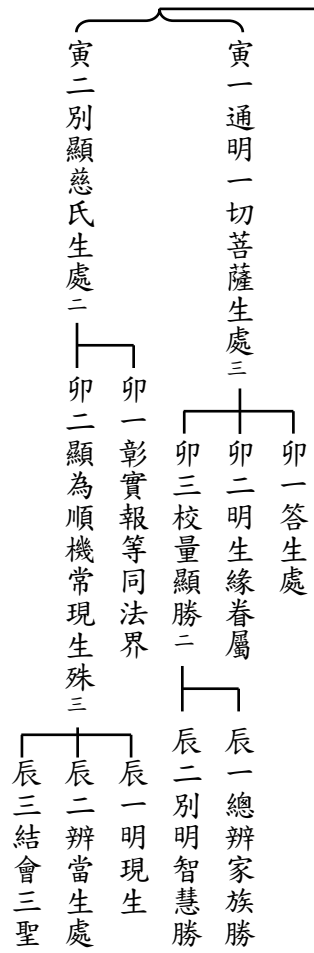 寅一通明一切菩薩生處三
卯一答生處
卯二明生緣眷屬
卯三校量顯勝二
辰一總辨家族勝
辰二別明智慧勝
寅二別顯慈氏生處二
卯一彰實報等同法界
卯二顯為順機常現生殊三
辰一明現生
辰二辨當生處
辰三結會三聖